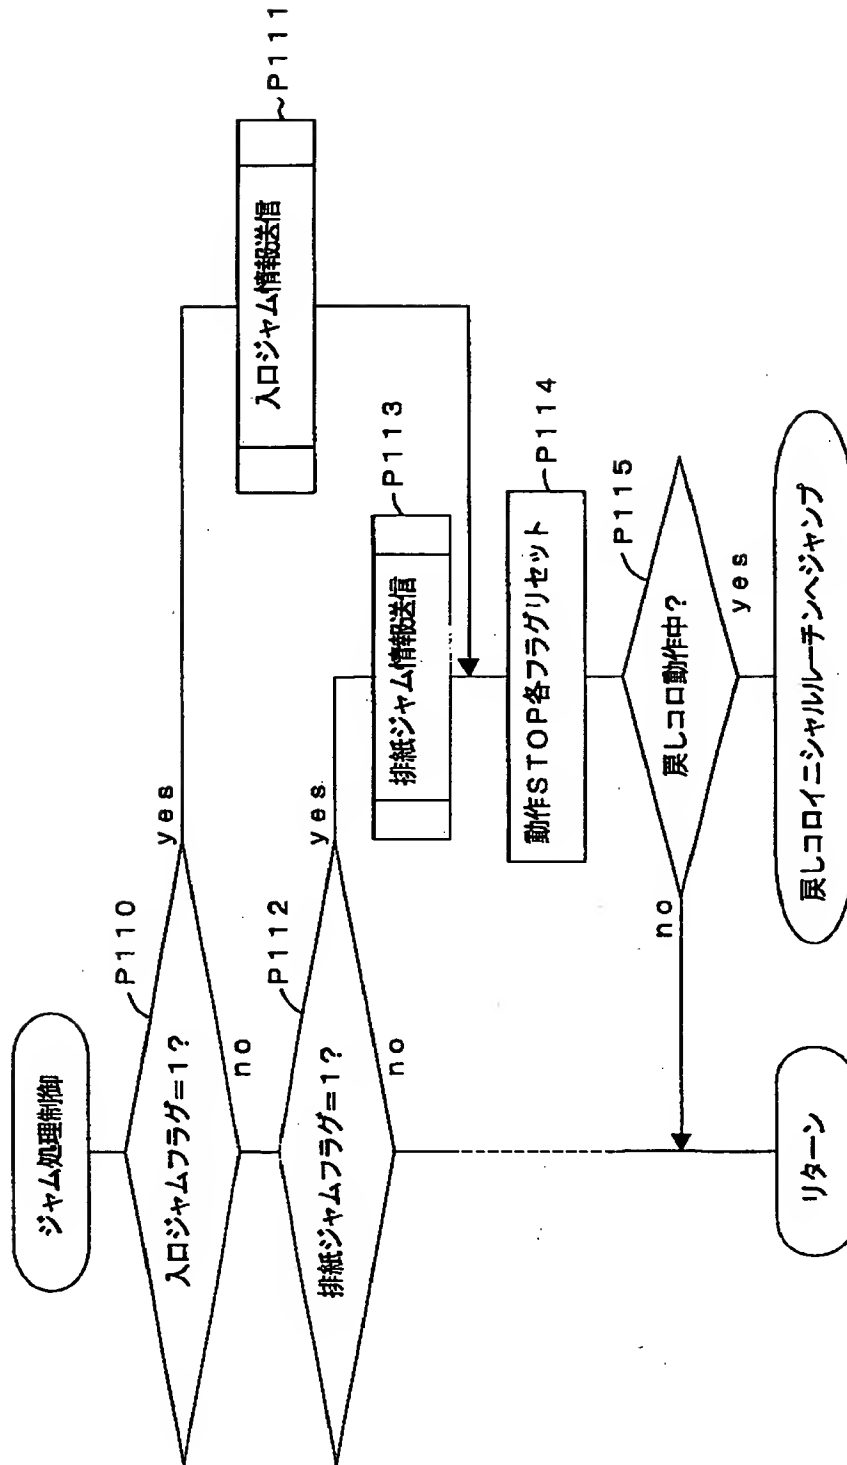 ジャム処理制御
入口ジャムフラグ=1?
P110
yes
no
入口ジャム情報送信
P111
排紙ジャムフラグ=1?
P112
yes
no
排紙ジャム情報送信
P113
動作STOP各フラグリセット
P114
戻しコロ動作中?
P115
no
yes
リターン
戻しコロイニシャルルーチンへジャンプ